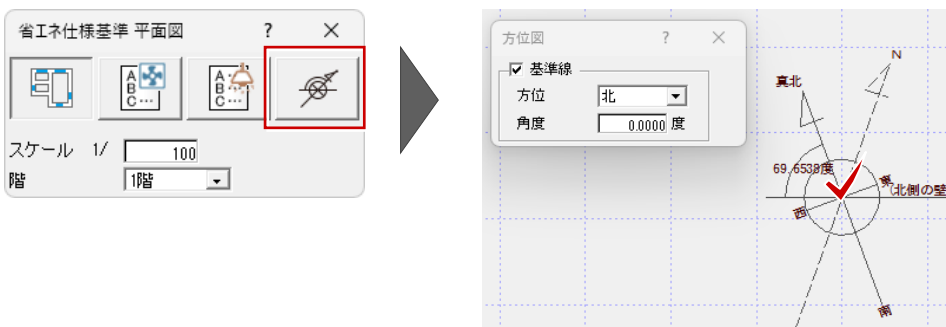 省エネ仕様基準 平面図
A
B
C…
A
B
C…
スケール 1/ 100
階 1階
方位図
基準線
方位 北
角度 0.0000 度
N
真北
69.6538度
東
(北側の壁
西
南